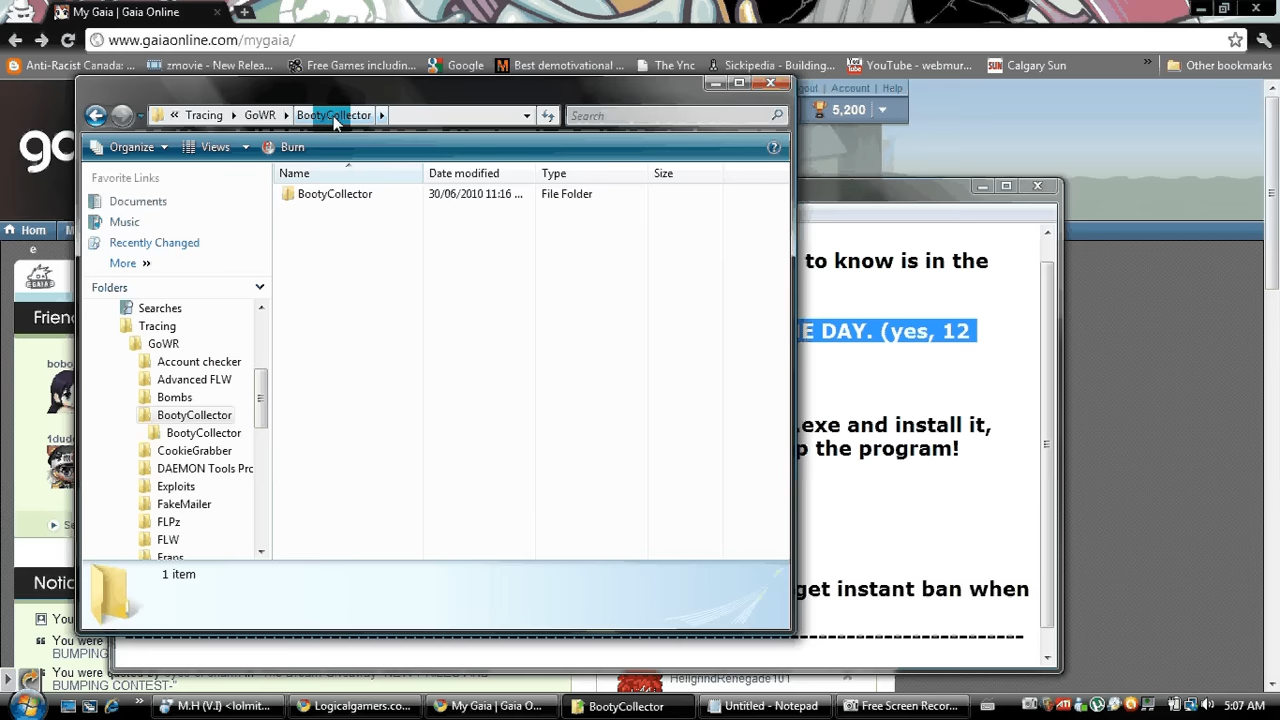 My Gaia | Gaia Online
www.gaiaonline.com/mygaia/
Anti-Racist Canada: ...
zmovie - New Relea...
Free Games includin...
Google
Best demotivational ...
The Ync
Sickipedia - Building...
YouTube - webmur...
Calgary Sun
»
Other bookmarks
« Tracing GoWR BootyCollector
Search
Account | Help
5,200
Organize Views Burn
Favorite Links
Documents
Music
Recently Changed
More »
Folders
Searches
Tracing
GoWR
Account checker
Advanced FLW
Bombs
BootyCollector
BootyCollector
CookieGrabber
DAEMON Tools Pro
Exploits
FakeMailer
FLPz
FLW
Fraps
Name Date modified Type Size
BootyCollector 30/06/2010 11:16 ... File Folder
1 item
Hom
e
Frien
bobo
1dud
Se
Notic
You
You were
BUMPING
BUMPING CONTEST-"
to know is in the
E DAY. (yes, 12
.exe and install it,
p the program!
get instant ban when
HellgrindRenegade101
M.H (V.I) <lolmit...
Logicalgamers.co...
My Gaia | Gaia O...
BootyCollector
Untitled - Notepad
Free Screen Recor...
5:07 AM